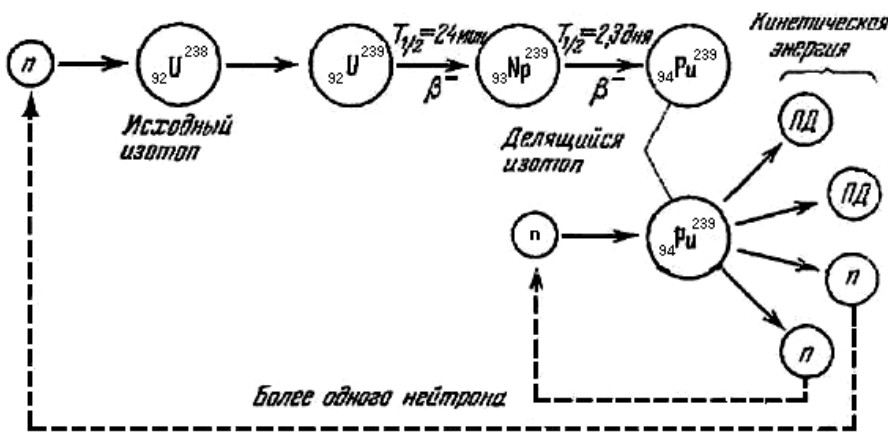 Кинетическая
энергия
n
₉₂U²³⁸
₉₂U²³⁹
T₁/₂=24 мин
β⁻
₉₃Np²³⁹
T₁/₂=2,3 дня
β⁻
₉₄Pu²³⁹
Исходный
изотоп
Делящийся
изотоп
ПД
ПД
n
₉₄Pu²³⁹
n
n
Более одного нейтрона